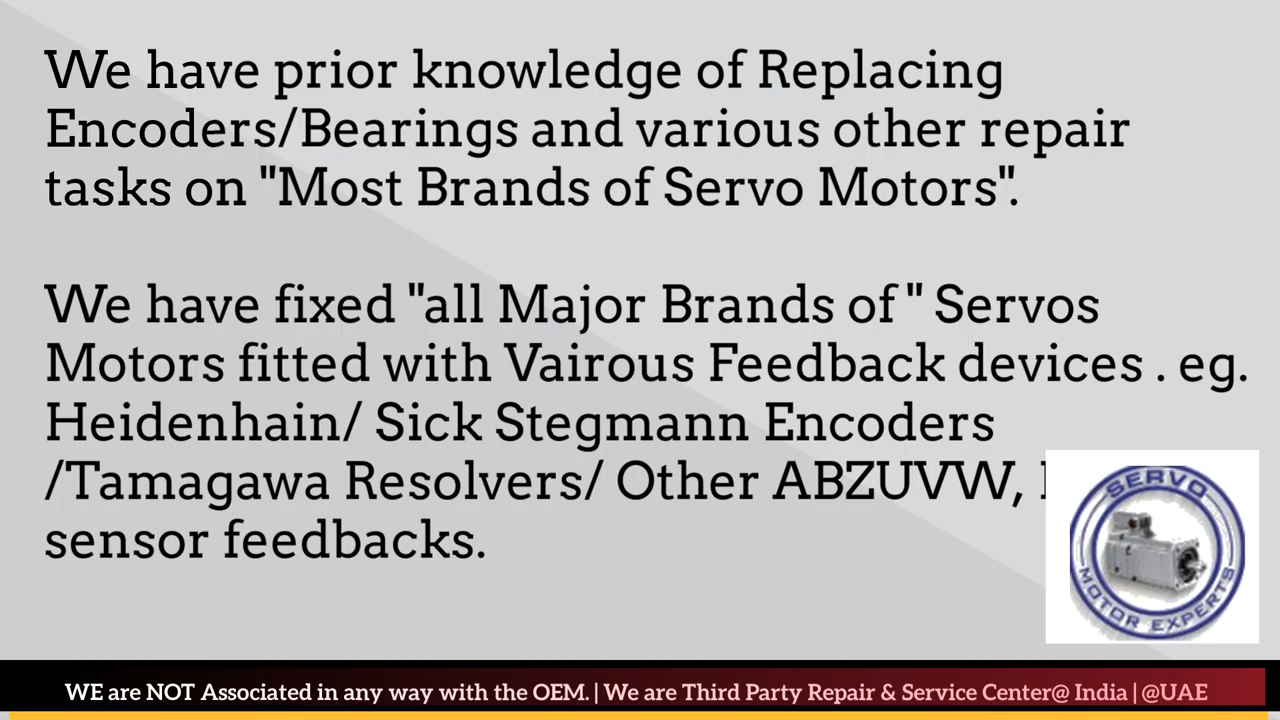 We have prior knowledge of Replacing
Encoders/Bearings and various other repair
tasks on "Most Brands of Servo Motors".
We have fixed "all Major Brands of " Servos
Motors fitted with Vairous Feedback devices . eg.
Heidenhain/ Sick Stegmann Encoders
/Tamagawa Resolvers/ Other ABZUVW,
sensor feedbacks.
SERVO
MOTOR EXPERTS
WE are NOT Associated in any way with the OEM. | We are Third Party Repair & Service Center@ India | @UAE